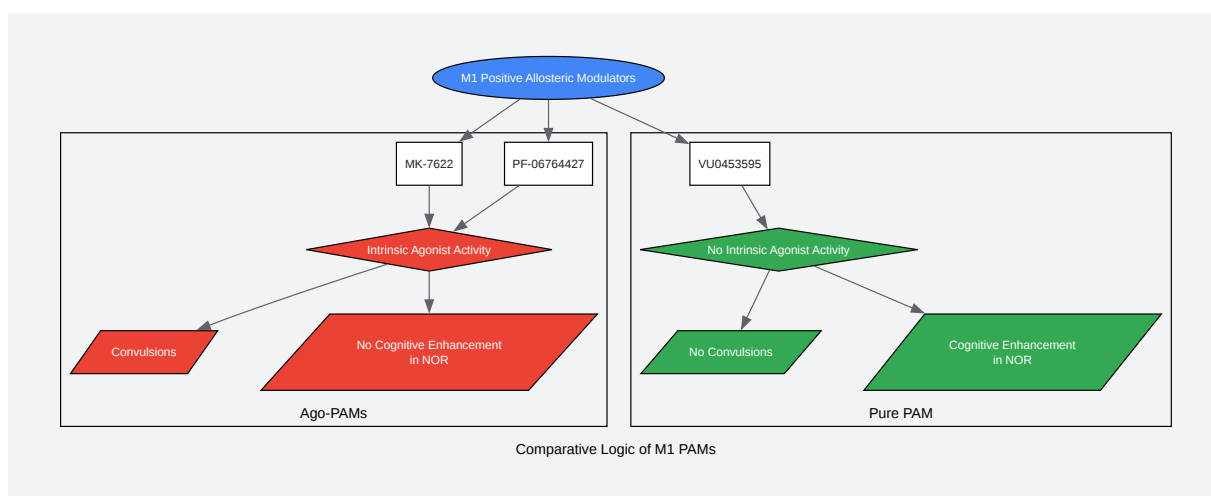 M1 Positive Allosteric Modulators
MK-7622
PF-06764427
VU0453595
Intrinsic Agonist Activity
No Intrinsic Agonist Activity
Convulsions
No Cognitive Enhancement
in NOR
No Convulsions
Cognitive Enhancement
in NOR
Ago-PAMs
Pure PAM
Comparative Logic of M1 PAMs